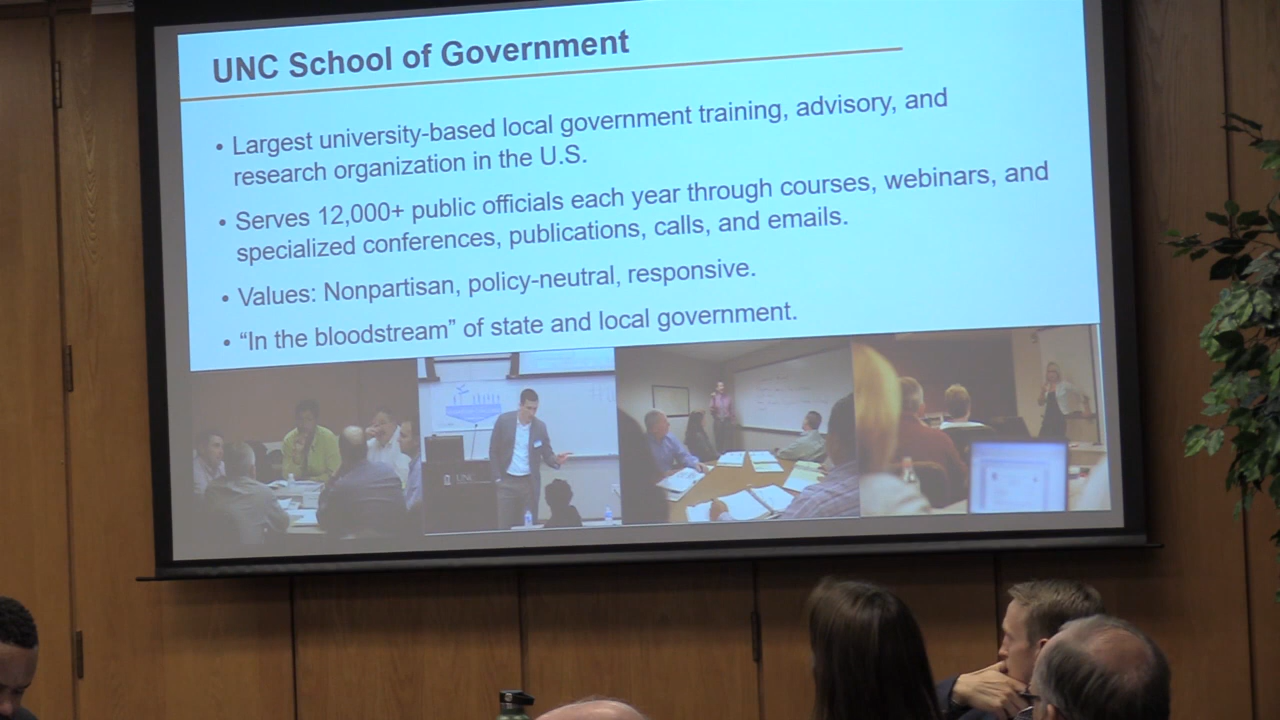 UNC School of Government
• Largest university-based local government training, advisory, and
research organization in the U.S.
• Serves 12,000+ public officials each year through courses, webinars, and
specialized conferences, publications, calls, and emails.
• Values: Nonpartisan, policy-neutral, responsive.
• “In the bloodstream” of state and local government.
UNC